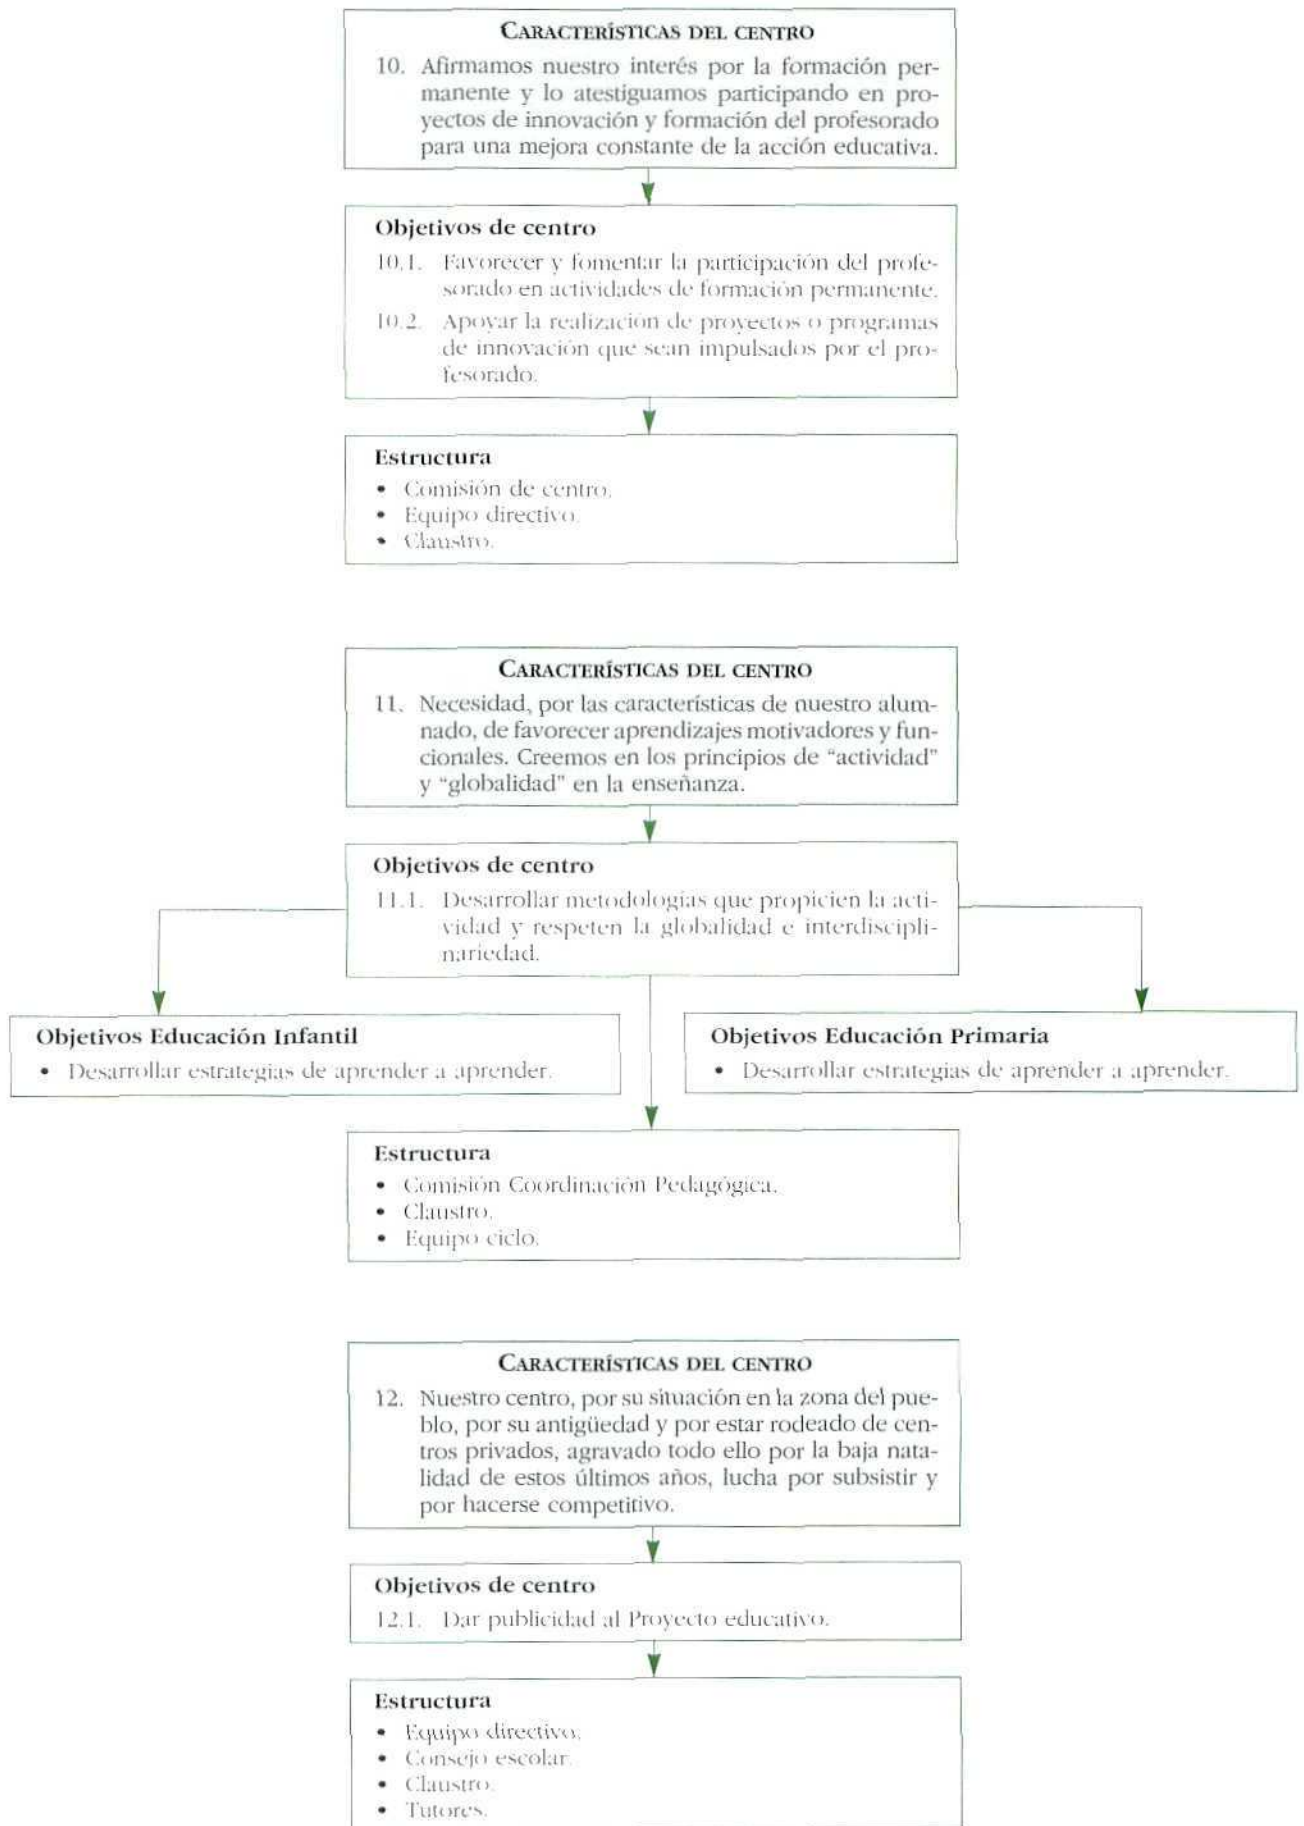 CARACTERÍSTICAS DEL CENTRO
10. Afirmamos nuestro interés por la formación per-
manente y lo atestiguamos participando en pro-
yectos de innovación y formación del profesorado
para una mejora constante de la acción educativa.
Objetivos de centro
10.1. Favorecer y fomentar la participación del profe-
sorado en actividades de formación permanente.
10.2. Apoyar la realización de proyectos o programas
de innovación que sean impulsados por el pro-
fesorado.
Estructura
• Comisión de centro.
• Equipo directivo.
• Claustro.
CARACTERÍSTICAS DEL CENTRO
11. Necesidad, por las características de nuestro alum-
nado, de favorecer aprendizajes motivadores y fun-
cionales. Creemos en los principios de “actividad”
y “globalidad” en la enseñanza.
Objetivos de centro
11.1. Desarrollar metodologías que propicien la acti-
vidad y respeten la globalidad e interdiscipli-
nariedad.
Objetivos Educación Infantil
• Desarrollar estrategias de aprender a aprender.
Objetivos Educación Primaria
• Desarrollar estrategias de aprender a aprender.
Estructura
• Comisión Coordinación Pedagógica.
• Claustro.
• Equipo ciclo.
CARACTERÍSTICAS DEL CENTRO
12. Nuestro centro, por su situación en la zona del pue-
blo, por su antigüedad y por estar rodeado de cen-
tros privados, agravado todo ello por la baja nata-
lidad de estos últimos años, lucha por subsistir y
por hacerse competitivo.
Objetivos de centro
12.1. Dar publicidad al Proyecto educativo.
Estructura
• Equipo directivo.
• Consejo escolar.
• Claustro.
• Tutores.